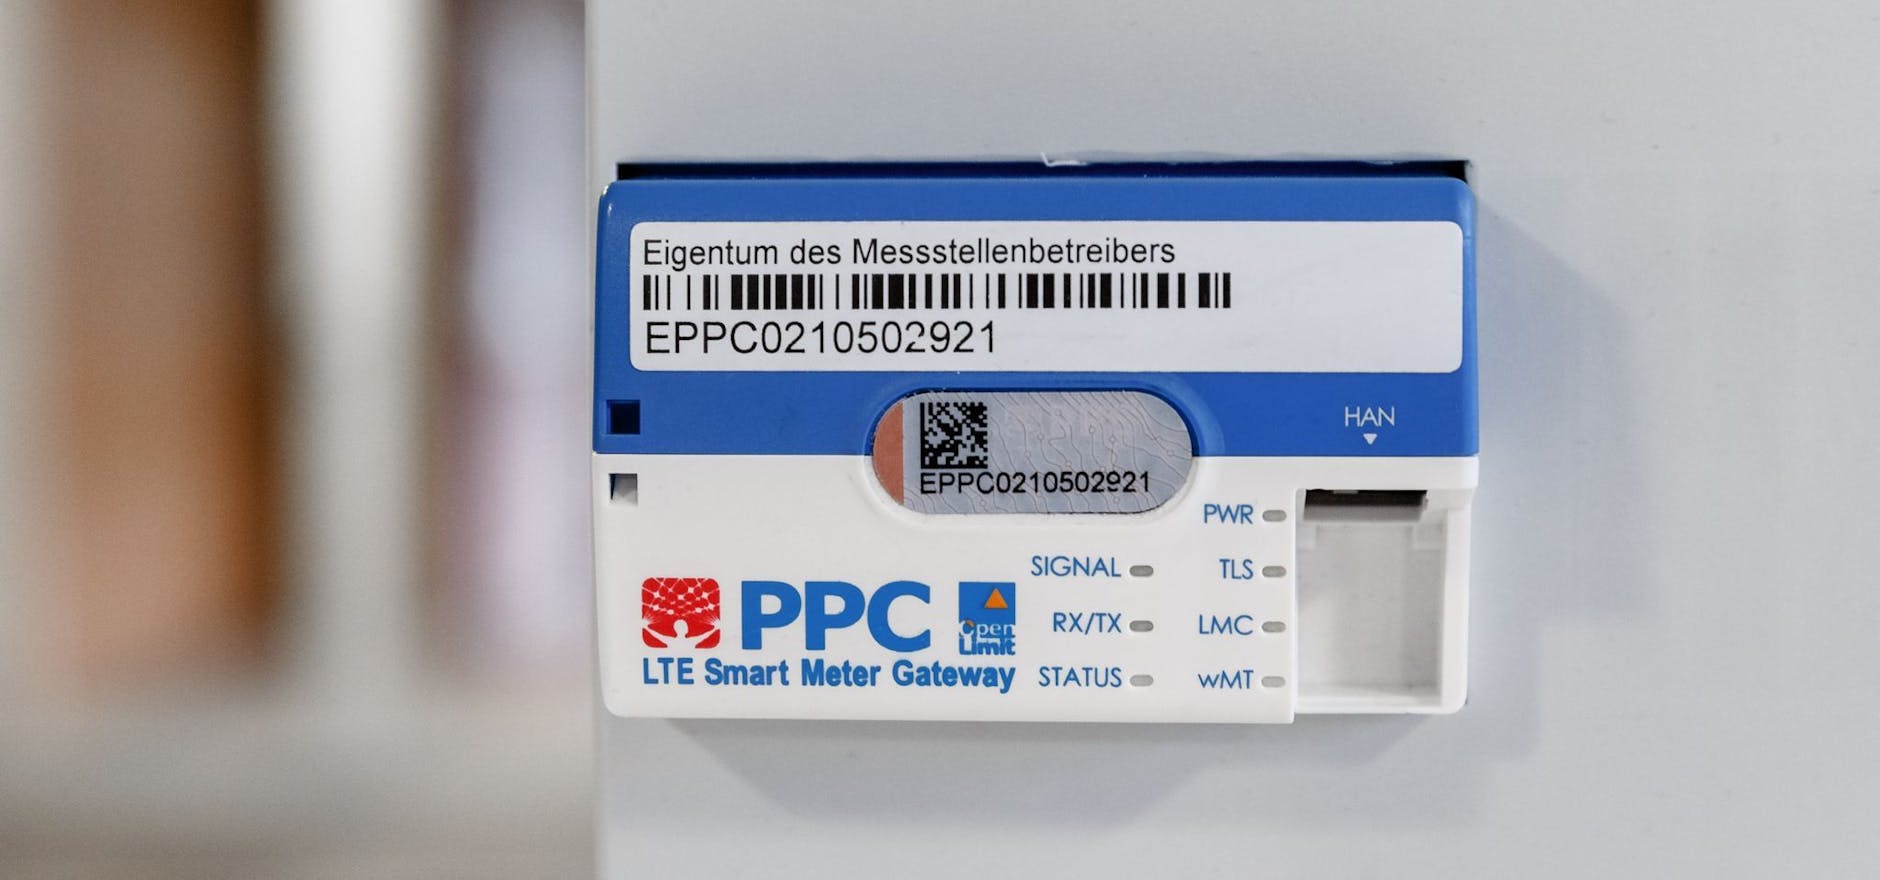 Eigentum des Messstellenbetreibers
EPPC0210502921
HAN
EPPC0210502921
PWR
SIGNAL TLS
RX/TX LMC
STATUS wMT
PPC Open Limit
LTE Smart Meter Gateway